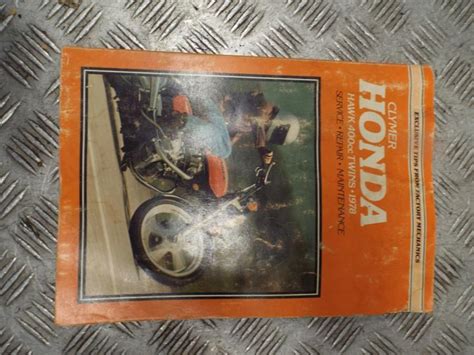 EXCLUSIVE TIPS FROM FACTORY MECHANICS
CLYMER
HONDA
HAWK 400cc TWINS • 1978
SERVICE • REPAIR • MAINTENANCE